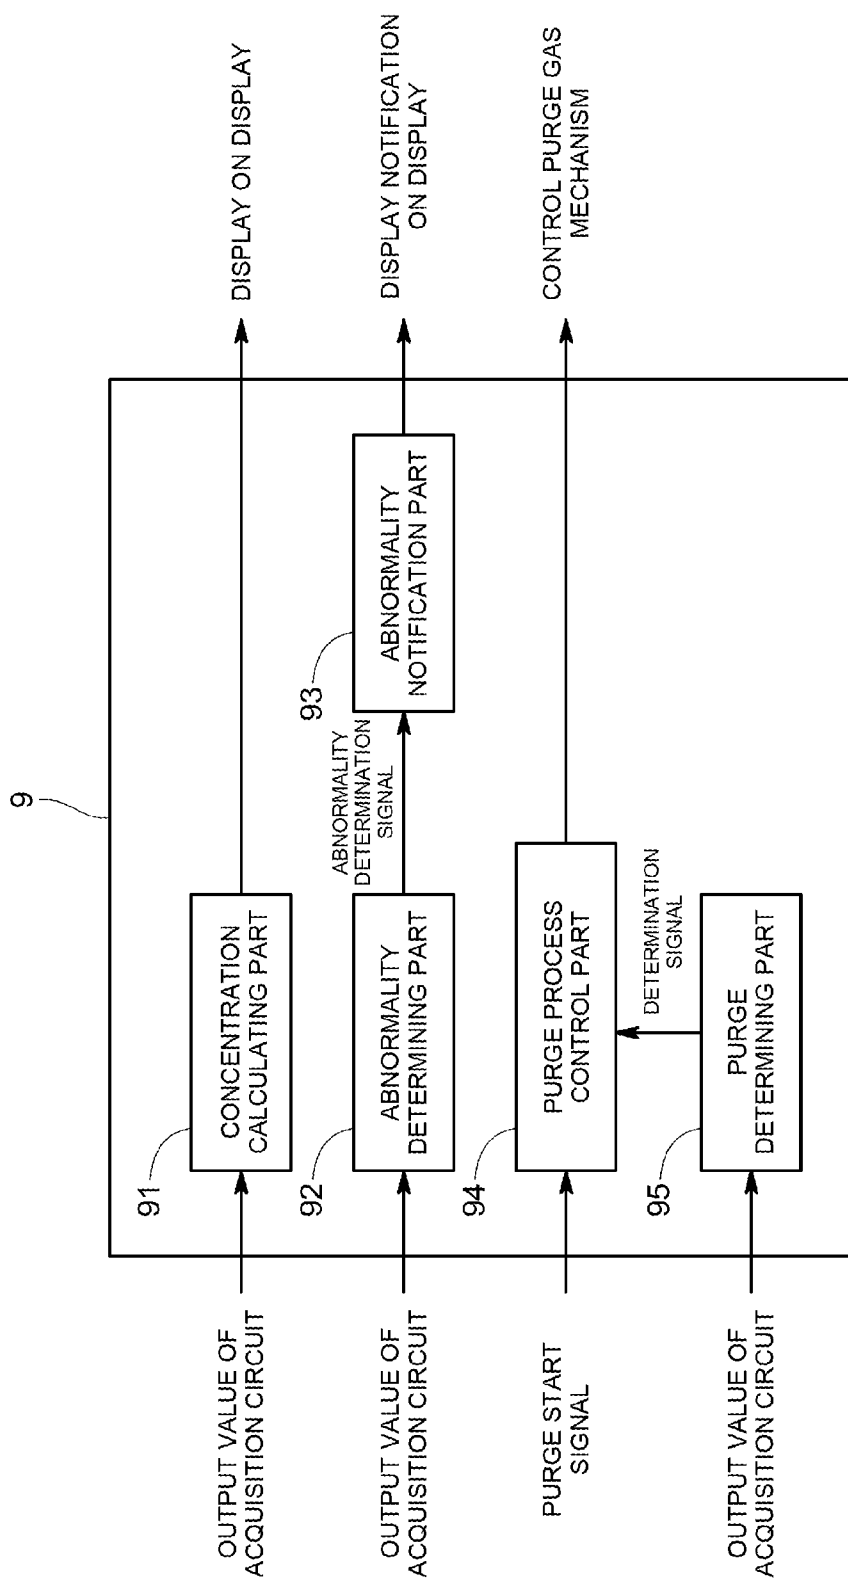 9
OUTPUT VALUE OF
ACQUISITION CIRCUIT
91
CONCENTRATION
CALCULATING PART
DISPLAY ON DISPLAY
OUTPUT VALUE OF
ACQUISITION CIRCUIT
92
ABNORMALITY
DETERMINING PART
ABNORMALITY
DETERMINATION
SIGNAL
93
ABNORMALITY
NOTIFICATION PART
DISPLAY NOTIFICATION
ON DISPLAY
PURGE START
SIGNAL
94
PURGE PROCESS
CONTROL PART
CONTROL PURGE GAS
MECHANISM
DETERMINATION
SIGNAL
OUTPUT VALUE OF
ACQUISITION CIRCUIT
95
PURGE
DETERMINING PART